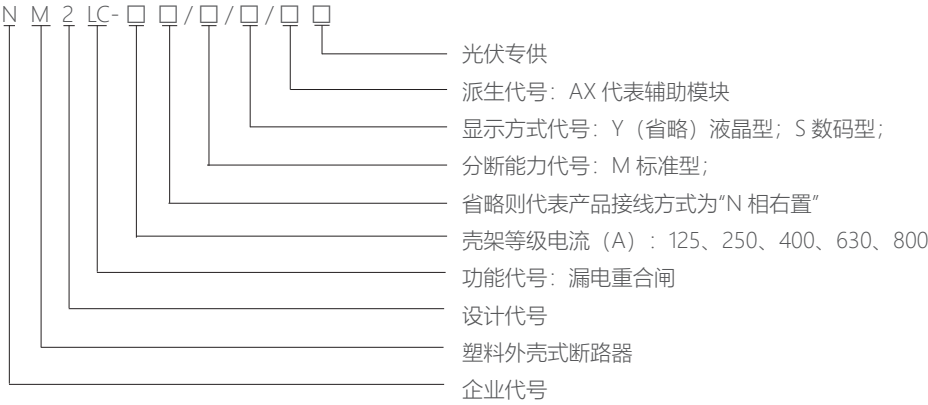 N M 2 LC-□ □/□/□/□ □
光伏专供
派生代号：AX 代表辅助模块
显示方式代号：Y（省略）液晶型；S 数码型；
分断能力代号：M 标准型；
省略则代表产品接线方式为“N 相右置”
壳架等级电流（A）：125、250、400、630、800
功能代号：漏电重合闸
设计代号
塑料外壳式断路器
企业代号